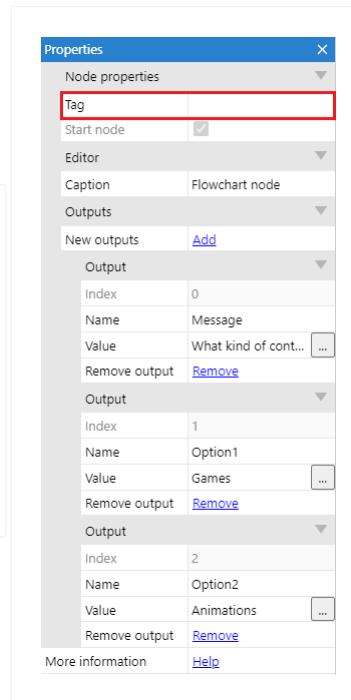 Properties
Node properties
Tag
Start node
Editor
Caption Flowchart node
Outputs
New outputs Add
Output
Index 0
Name Message
Value What kind of cont... ...
Remove output Remove
Output
Index 1
Name Option1
Value Games ...
Remove output Remove
Output
Index 2
Name Option2
Value Animations ...
Remove output Remove
More information Help